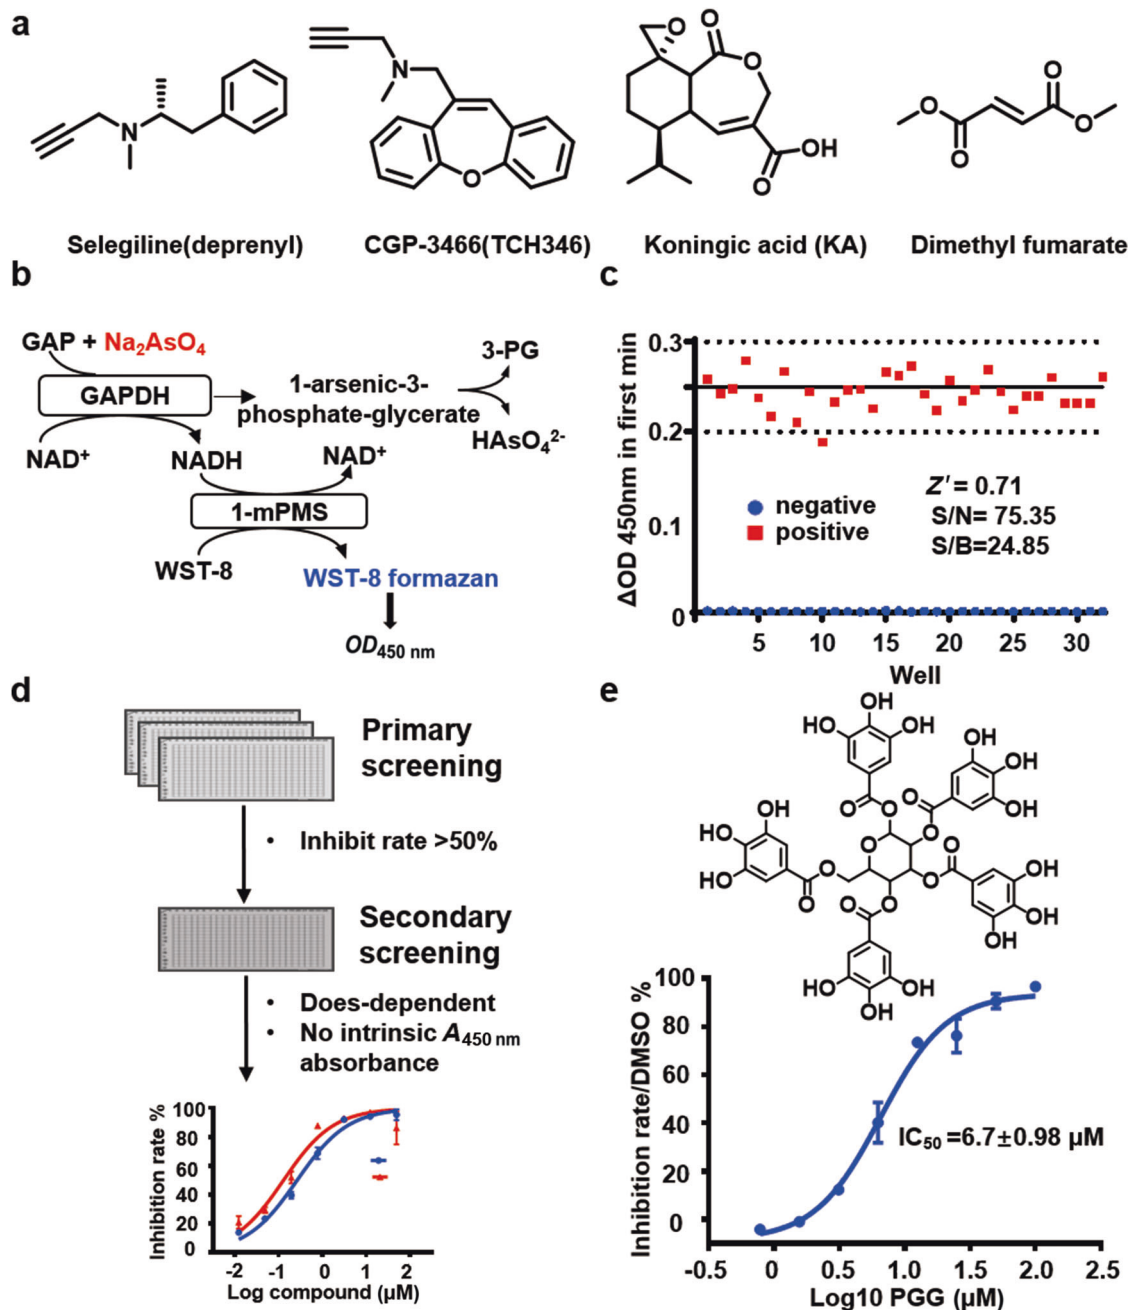 a
N
N
O
O
O
O
OH
O
O
O
O
O
Selegiline(deprenyl)
CGP-3466(TCH346)
Koningic acid (KA)
Dimethyl fumarate
b
GAP + Na₂AsO₄
GAPDH
1-arsenic-3-
phosphate-glycerate
3-PG
HAsO₄²⁻
NAD⁺
NADH
NAD⁺
1-mPMS
WST-8
WST-8 formazan
OD450 nm
c
ΔOD 450nm in first min
0.3
0.2
0.1
0
negative
positive
Z' = 0.71
S/N= 75.35
S/B=24.85
5
10
15
20
25
30
Well
d
Primary
screening
• Inhibit rate >50%
Secondary
screening
• Does-dependent
• No intrinsic A450 nm
absorbance
Inhibition rate %
100
80
60
40
20
0
-2
-1
0
1
2
Log compound (μM)
e
OH
HO
OH
OH
OH
OH
O
O
O
O
OH
HO
HO
O
O
O
O
O
O
O
OH
OH
OH
HO
OH
OH
Inhibition rate/DMSO %
100
80
60
40
20
0
IC₅₀ =6.7±0.98 μM
-0.5
0
0.5
1.0
1.5
2.0
2.5
Log10 PGG (μM)